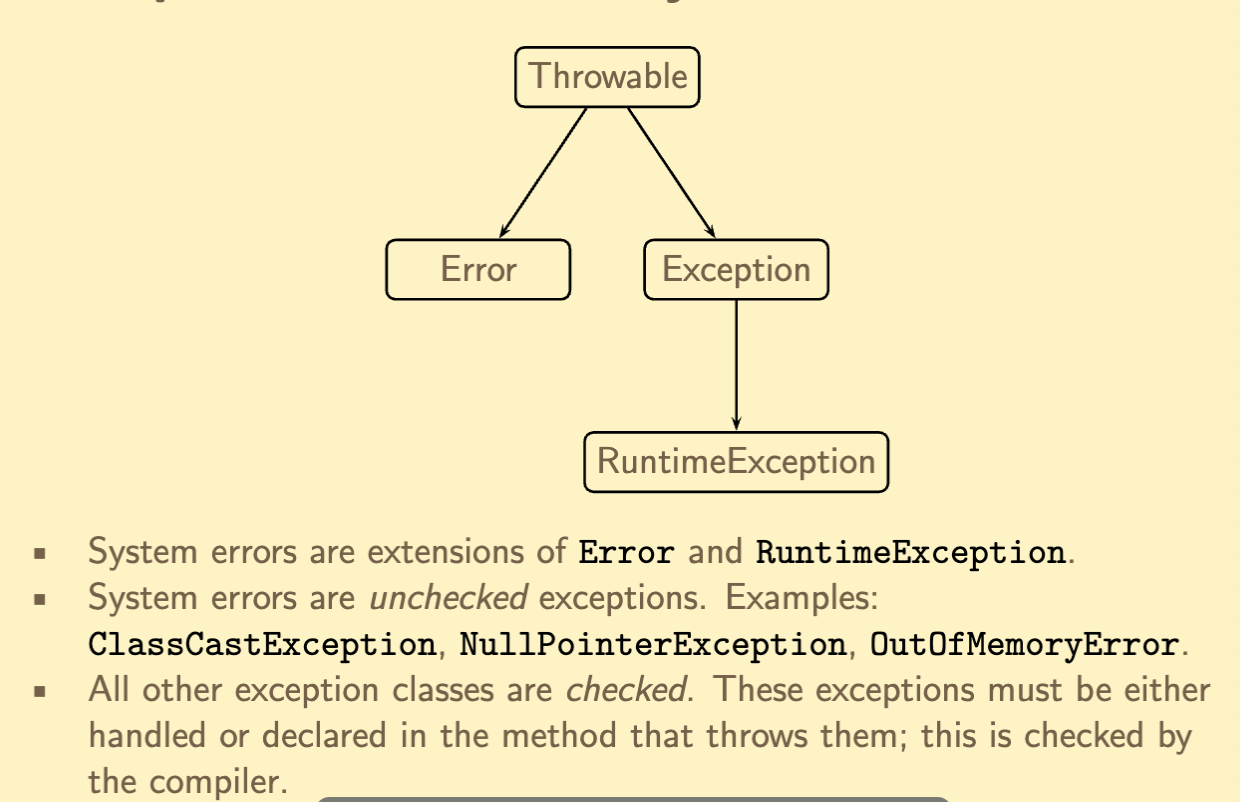 Throwable
Error
Exception
RuntimeException
▪ System errors are extensions of Error and RuntimeException.
▪ System errors are unchecked exceptions. Examples:
ClassCastException, NullPointerException, OutOfMemoryError.
▪ All other exception classes are checked. These exceptions must be either
handled or declared in the method that throws them; this is checked by
the compiler.